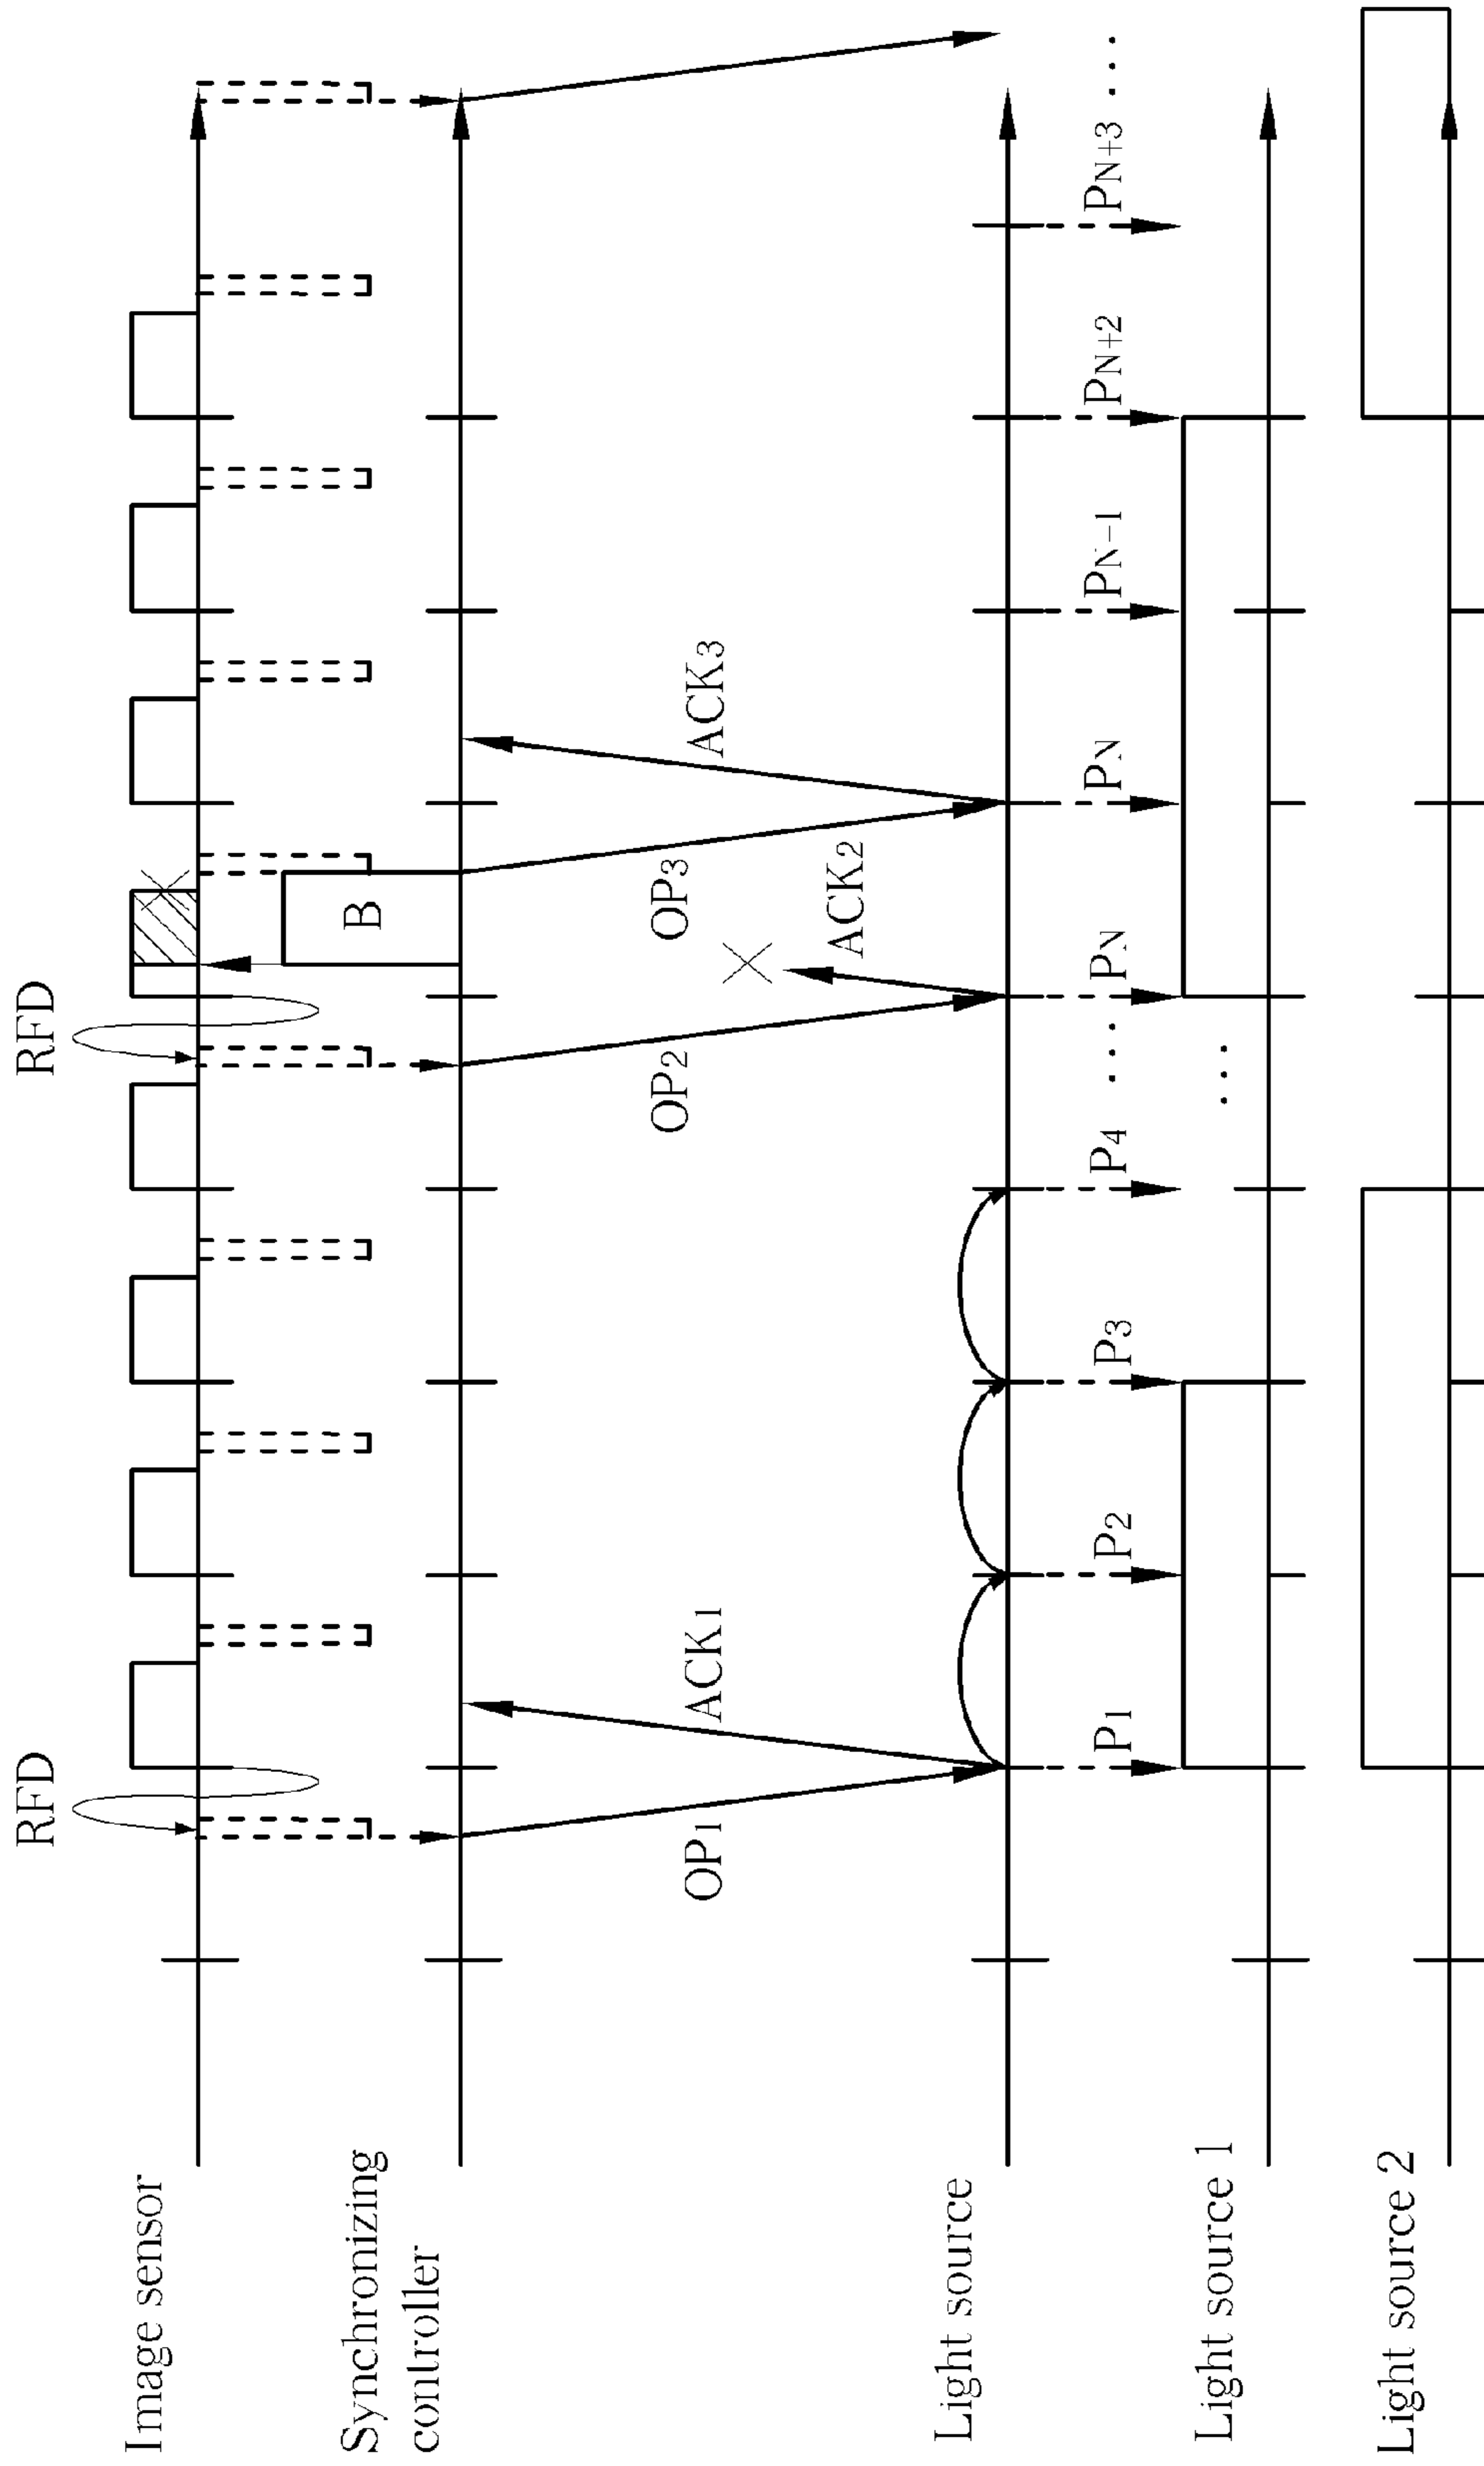 RFD
RFD
Image sensor
B
Synchronizing
controller
OP1
ACK1
OP2
ACK2
OP3
ACK3
Light source
P1
P2
P3
P4
...
PN
PN
PN-1
PN+2
PN+3
...
...
Light source 1
Light source 2